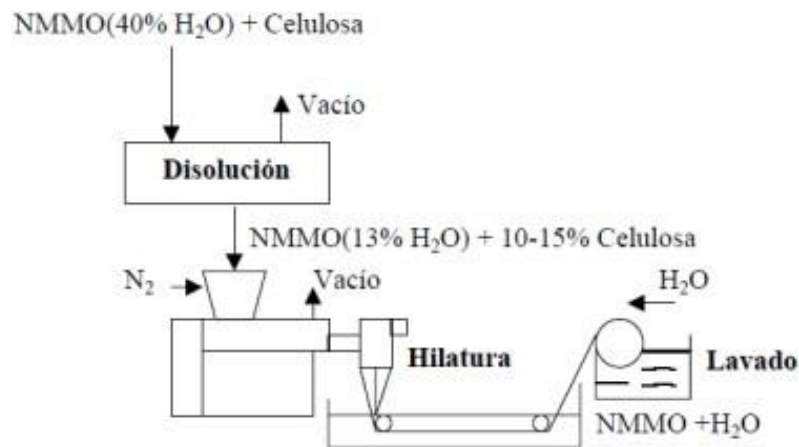 NMMO(40% H₂O) + Celulosa
Vacío
Disolución
NMMO(13% H₂O) + 10-15% Celulosa
N₂
Vacío
H₂O
Hilatura
Lavado
NMMO +H₂O